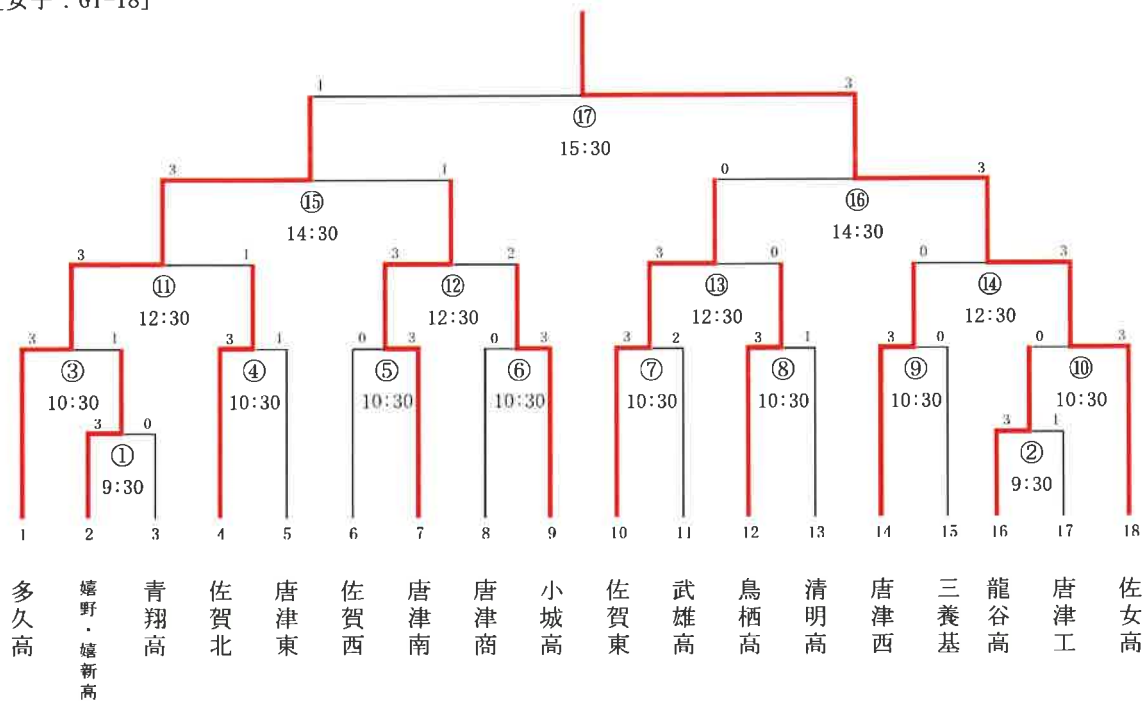 女子：GT-18］
1 3
⑰
15:30
3 1 0 3
⑮ ⑯
14:30 14:30
3 1 3 2 3 0 0 3
⑪ ⑫ ⑬ ⑭
12:30 12:30 12:30 12:30
3 1 3 1 0 3 0 3 3 2 3 1 3 0 0 3
③ ④ ⑤ ⑥ ⑦ ⑧ ⑨ ⑩
10:30 10:30 10:30 10:30 10:30 10:30 10:30 10:30
3 0 3 1
① ②
9:30 9:30
1 2 3 4 5 6 7 8 9 10 11 12 13 14 15 16 17 18
多久高
嬉野・嬉新高
青翔高
佐賀北
唐津東
佐賀西
唐津南
唐津商
小城高
佐賀東
武雄高
鳥栖高
清明高
唐津西
三養基
龍谷高
唐津工
佐女高